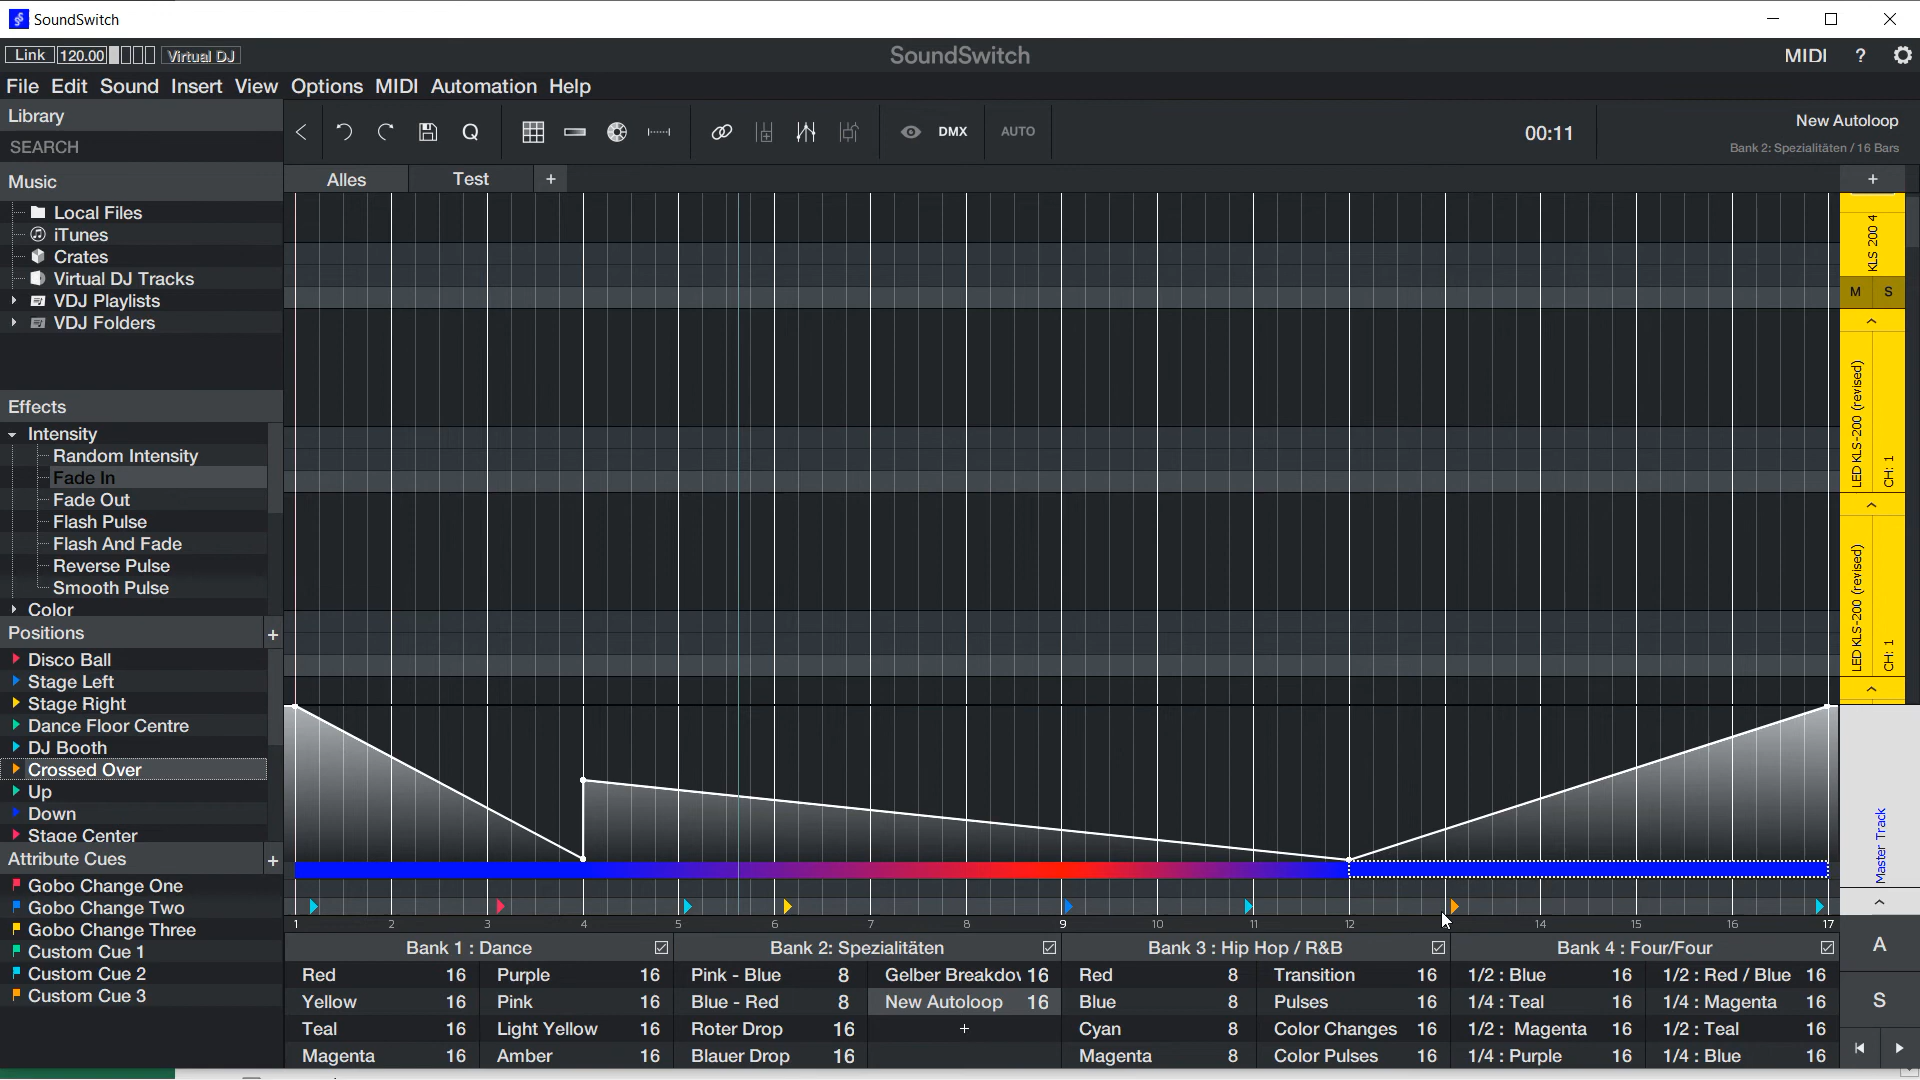 SoundSwitch
Link 120.00 Virtual DJ SoundSwitch MIDI ?
File Edit Sound Insert View Options MIDI Automation Help
Library
SEARCH
Music
Local Files
iTunes
Crates
Virtual DJ Tracks
VDJ Playlists
VDJ Folders
Effects
Intensity
Random Intensity
Fade In
Fade Out
Flash Pulse
Flash And Fade
Reverse Pulse
Smooth Pulse
Color
Positions +
Disco Ball
Stage Left
Stage Right
Dance Floor Centre
DJ Booth
Crossed Over
Up
Down
Stage Center
Attribute Cues +
Gobo Change One
Gobo Change Two
Gobo Change Three
Custom Cue 1
Custom Cue 2
Custom Cue 3
Q DMX AUTO 00:11
New Autoloop
Bank 2: Spezialitäten / 16 Bars
Alles Test + +
KLS 200 4
M S
LED KLS-200 (revised)
CH: 1
LED KLS-200 (revised)
CH: 1
Master Track
1 2 3 4 5 6 7 8 9 10 11 12 13 14 15 16 17
Bank 1 : Dance Bank 2: Spezialitäten Bank 3 : Hip Hop / R&B Bank 4 : Four/Four A
Red 16 Purple 16 Pink - Blue 8 Gelber Breakdov 16 Red 8 Transition 16 1/2 : Blue 16 1/2 : Red / Blue 16
Yellow 16 Pink 16 Blue - Red 8 New Autoloop 16 Blue 8 Pulses 16 1/4 : Teal 16 1/4 : Magenta 16 S
Teal 16 Light Yellow 16 Roter Drop 16 + Cyan 8 Color Changes 16 1/2 : Magenta 16 1/2 : Teal 16
Magenta 16 Amber 16 Blauer Drop 16 Magenta 8 Color Pulses 16 1/4 : Purple 16 1/4 : Blue 16